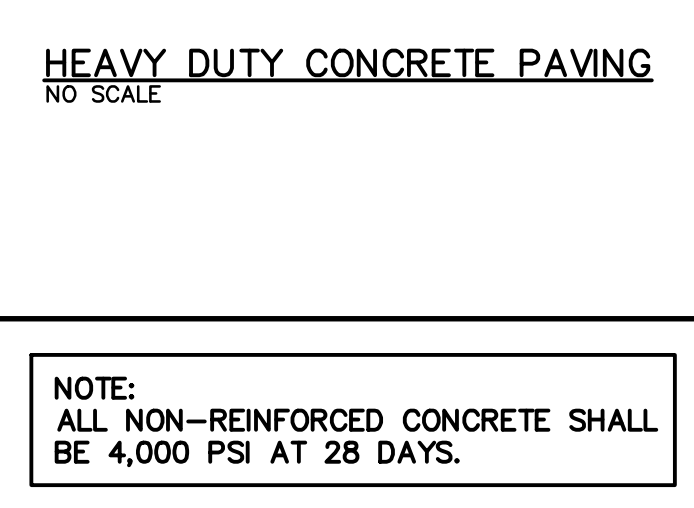 HEAVY DUTY CONCRETE PAVING
NO SCALE
NOTE:
ALL NON-REINFORCED CONCRETE SHALL
BE 4,000 PSI AT 28 DAYS.